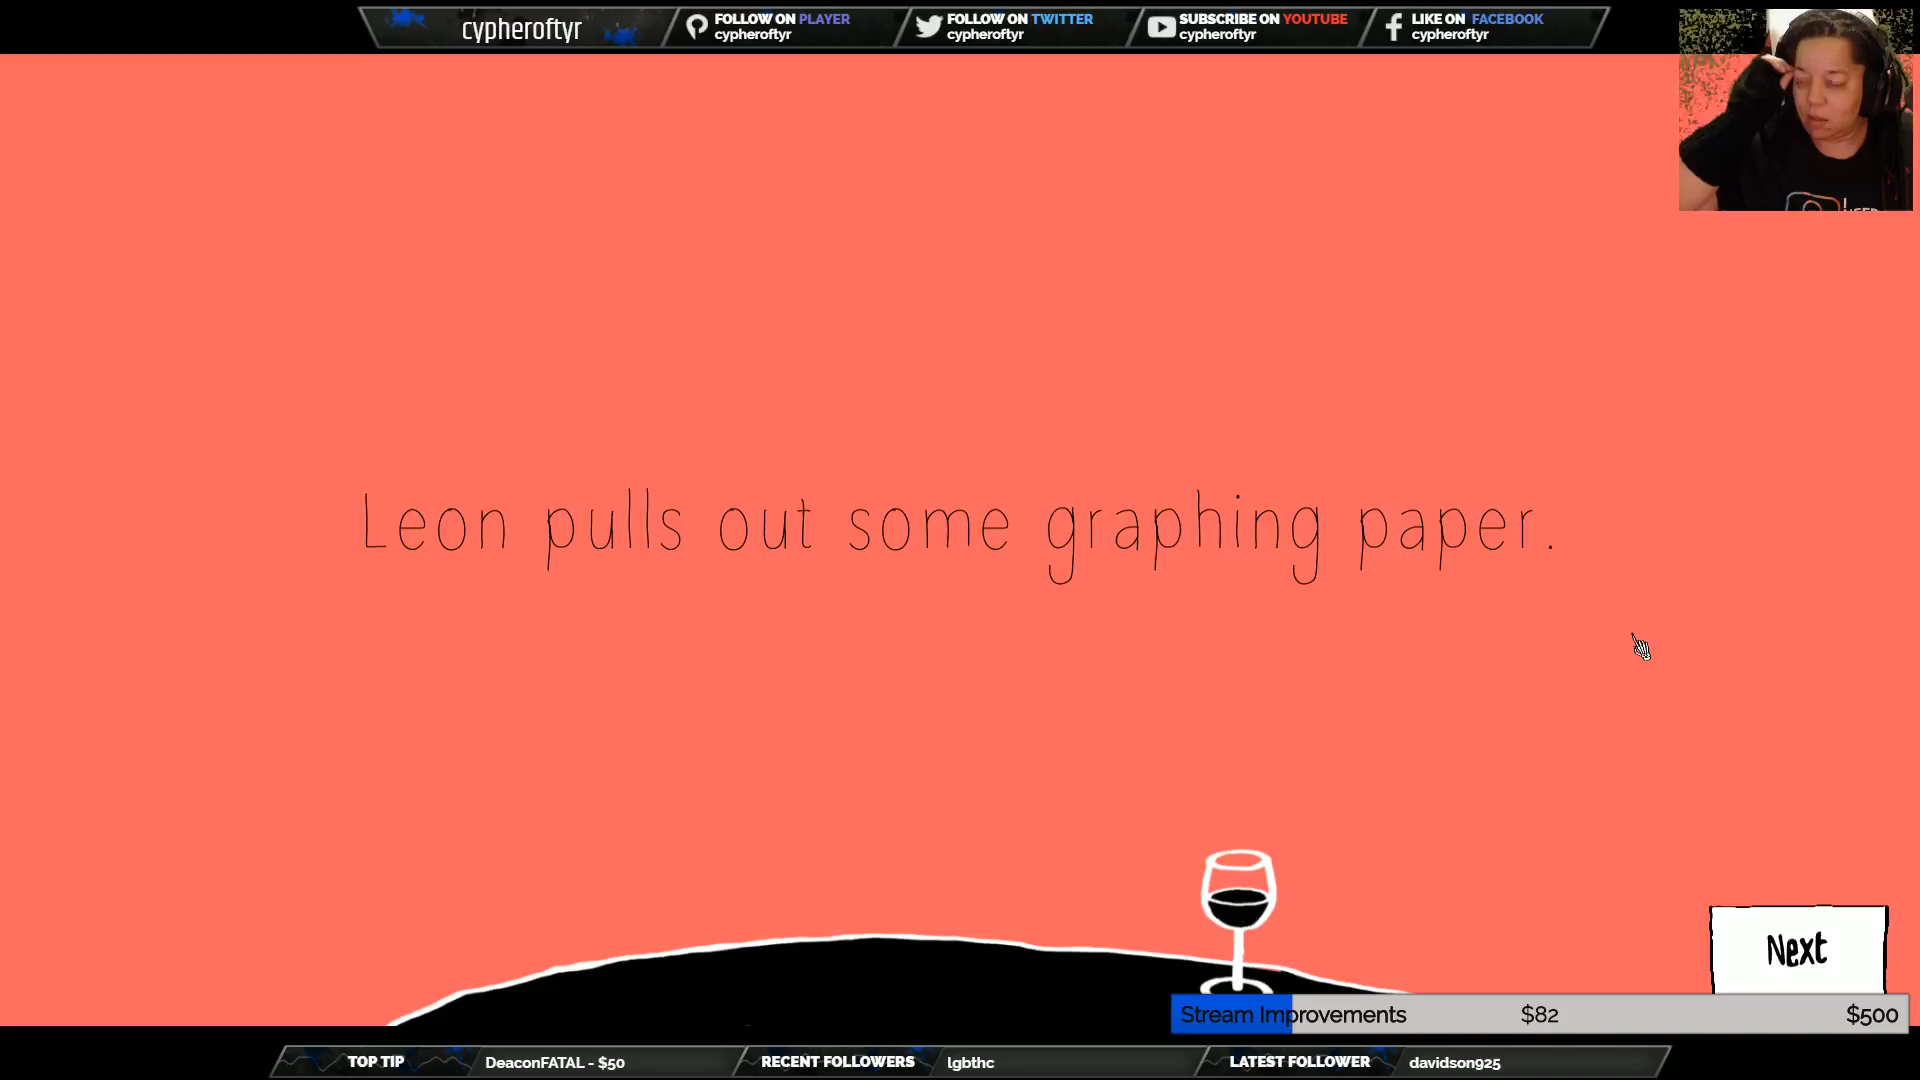 cypheroftyr
FOLLOW ON PLAYER
cypheroftyr
FOLLOW ON TWITTER
cypheroftyr
SUBSCRIBE ON YOUTUBE
cypheroftyr
LIKE ON FACEBOOK
cypheroftyr
Leon pulls out some graphing paper.
Next
Stream Improvements $82 $500
TOP TIP DeaconFATAL - $50 RECENT FOLLOWERS lgbthc LATEST FOLLOWER davidson925